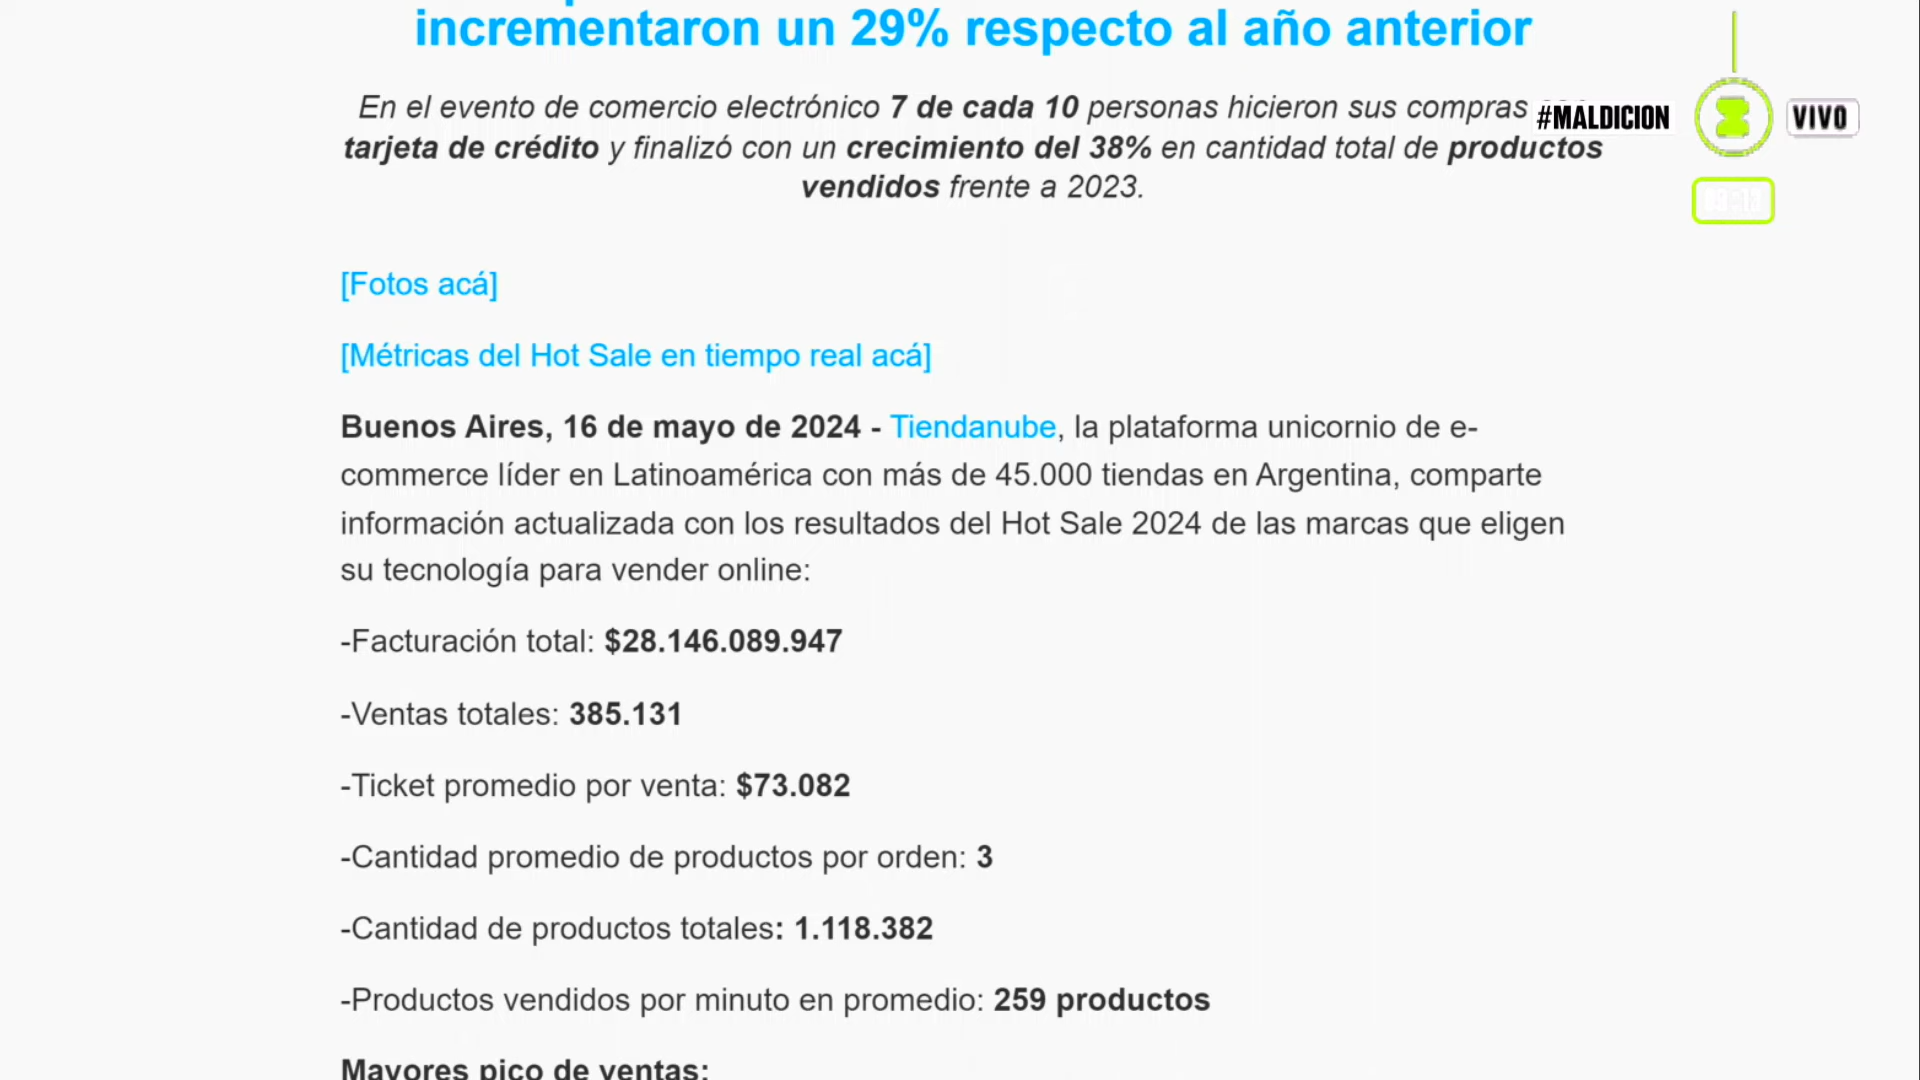 incrementaron un 29% respecto al año anterior
En el evento de comercio electrónico 7 de cada 10 personas hicieron sus compras
#MALDICION
VIVO
tarjeta de crédito y finalizó con un crecimiento del 38% en cantidad total de productos
vendidos frente a 2023.
[Fotos acá]
[Métricas del Hot Sale en tiempo real acá]
Buenos Aires, 16 de mayo de 2024 - Tiendanube, la plataforma unicornio de e-
commerce líder en Latinoamérica con más de 45.000 tiendas en Argentina, comparte
información actualizada con los resultados del Hot Sale 2024 de las marcas que eligen
su tecnología para vender online:
-Facturación total: $28.146.089.947
-Ventas totales: 385.131
-Ticket promedio por venta: $73.082
-Cantidad promedio de productos por orden: 3
-Cantidad de productos totales: 1.118.382
-Productos vendidos por minuto en promedio: 259 productos
Mayores pico de ventas: